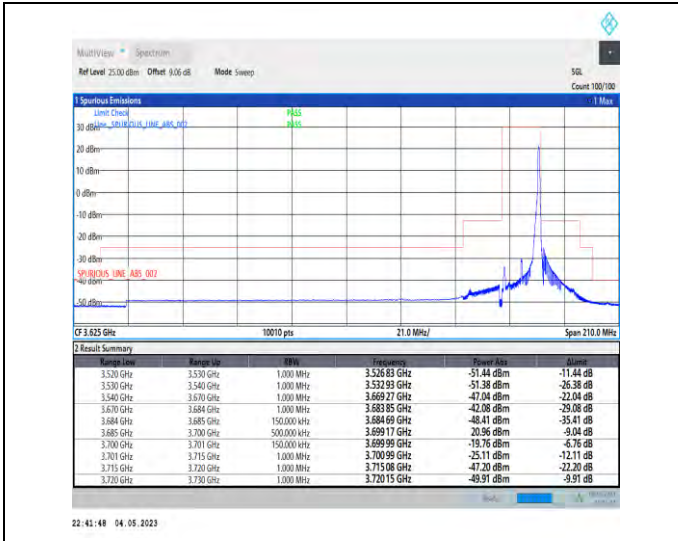 MultiView Spectrum
Ref Level 25.00 dBm Offset 9.06 dB Mode Sweep SGL
Count 100/100
1 Spurious Emissions 1 Max
Limit Check PASS
Line _SPURIOUS_LINE_ABS_002 PASS
30 dBm
20 dBm
10 dBm
0 dBm
-10 dBm
-20 dBm
-30 dBm
SPURIOUS_LINE_ABS_002
-40 dBm
-50 dBm
CF 3.625 GHz 10010 pts 21.0 MHz/ Span 210.0 MHz
2 Result Summary
Range Low Range Up RBW Frequency Power Abs ΔLimit
3.520 GHz 3.530 GHz 1.000 MHz 3.526 83 GHz -51.44 dBm -11.44 dB
3.530 GHz 3.540 GHz 1.000 MHz 3.532 93 GHz -51.38 dBm -26.38 dB
3.540 GHz 3.670 GHz 1.000 MHz 3.669 27 GHz -47.04 dBm -22.04 dB
3.670 GHz 3.684 GHz 1.000 MHz 3.683 85 GHz -42.08 dBm -29.08 dB
3.684 GHz 3.685 GHz 150.000 kHz 3.684 69 GHz -48.41 dBm -35.41 dB
3.685 GHz 3.700 GHz 500.000 kHz 3.699 17 GHz 20.96 dBm -9.04 dB
3.700 GHz 3.701 GHz 150.000 kHz 3.699 99 GHz -19.76 dBm -6.76 dB
3.701 GHz 3.715 GHz 1.000 MHz 3.700 99 GHz -25.11 dBm -12.11 dB
3.715 GHz 3.720 GHz 1.000 MHz 3.715 08 GHz -47.20 dBm -22.20 dB
3.720 GHz 3.730 GHz 1.000 MHz 3.720 15 GHz -49.91 dBm -9.91 dB
22:41:48 04.05.2023